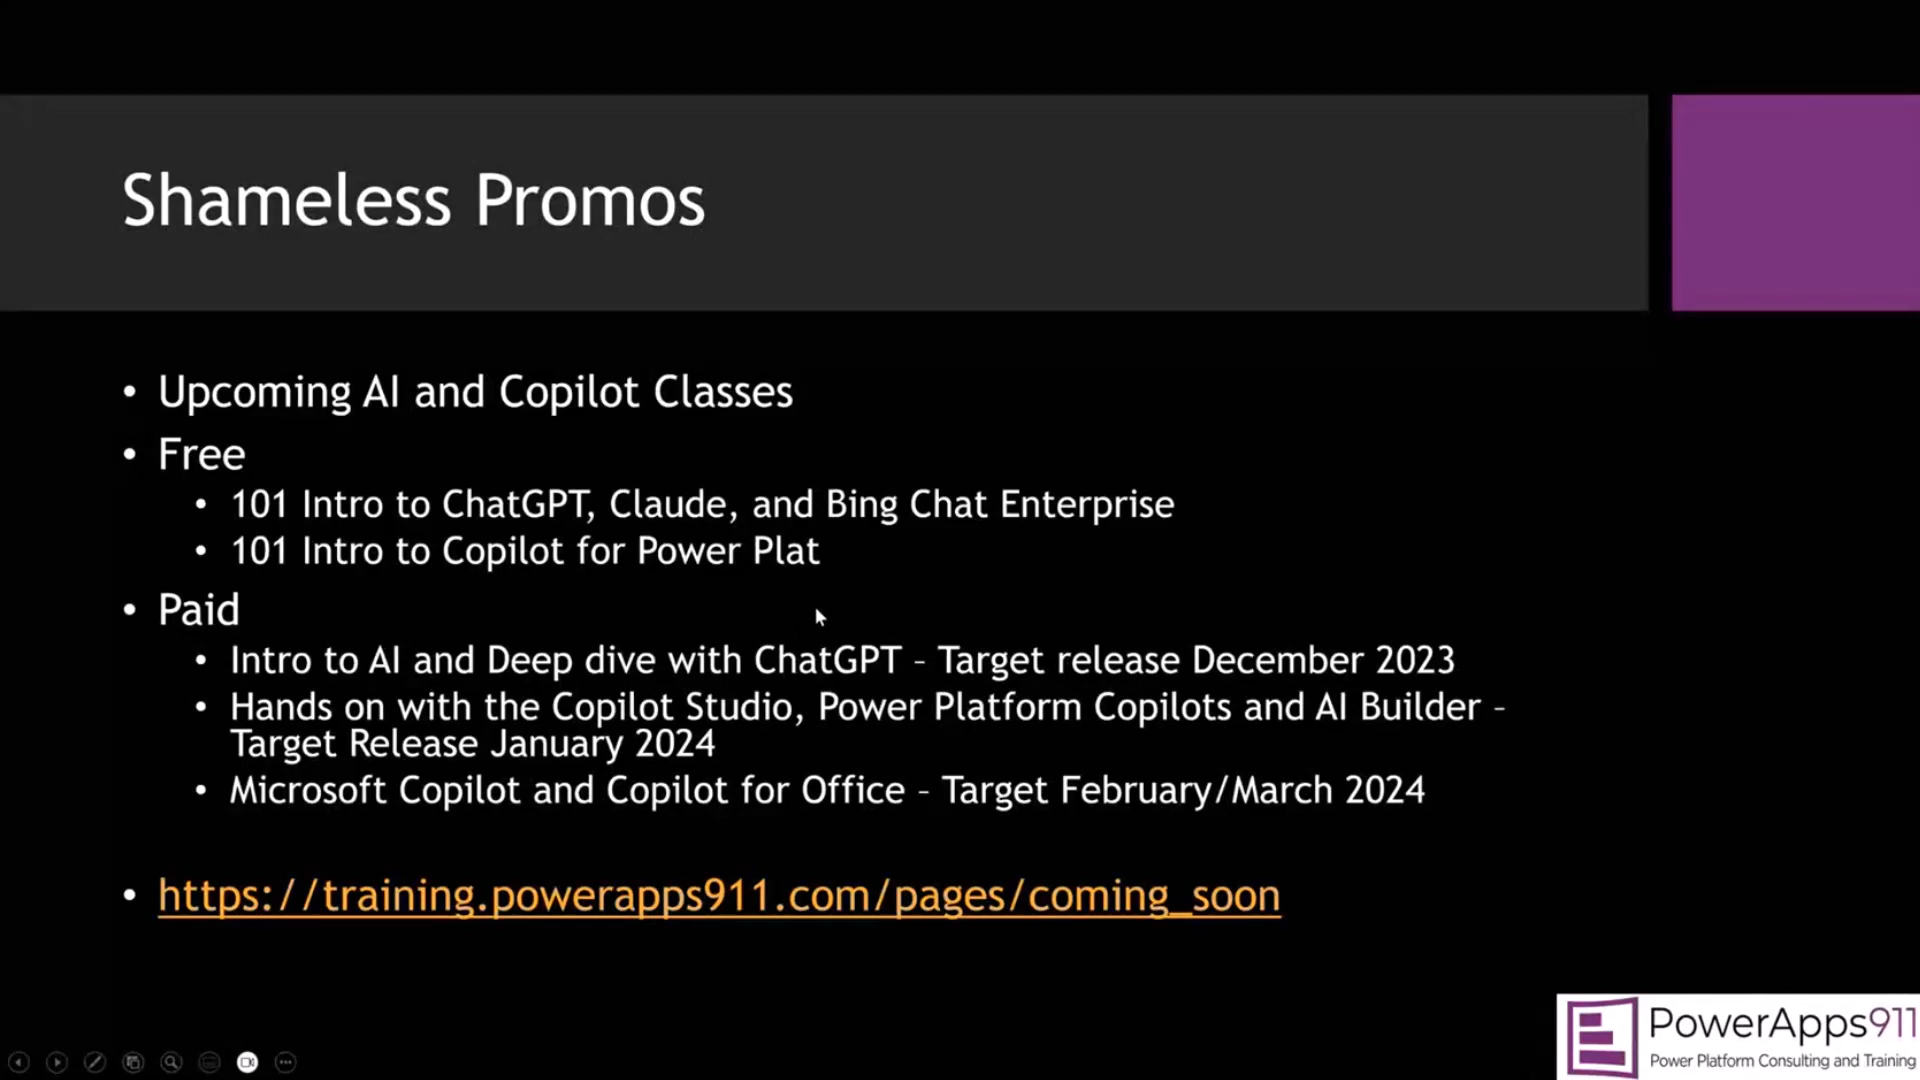 Shameless Promos
• Upcoming AI and Copilot Classes
• Free
• 101 Intro to ChatGPT, Claude, and Bing Chat Enterprise
• 101 Intro to Copilot for Power Plat
• Paid
• Intro to AI and Deep dive with ChatGPT – Target release December 2023
• Hands on with the Copilot Studio, Power Platform Copilots and AI Builder –
Target Release January 2024
• Microsoft Copilot and Copilot for Office – Target February/March 2024
• https://training.powerapps911.com/pages/coming_soon
PowerApps911
Power Platform Consulting and Training